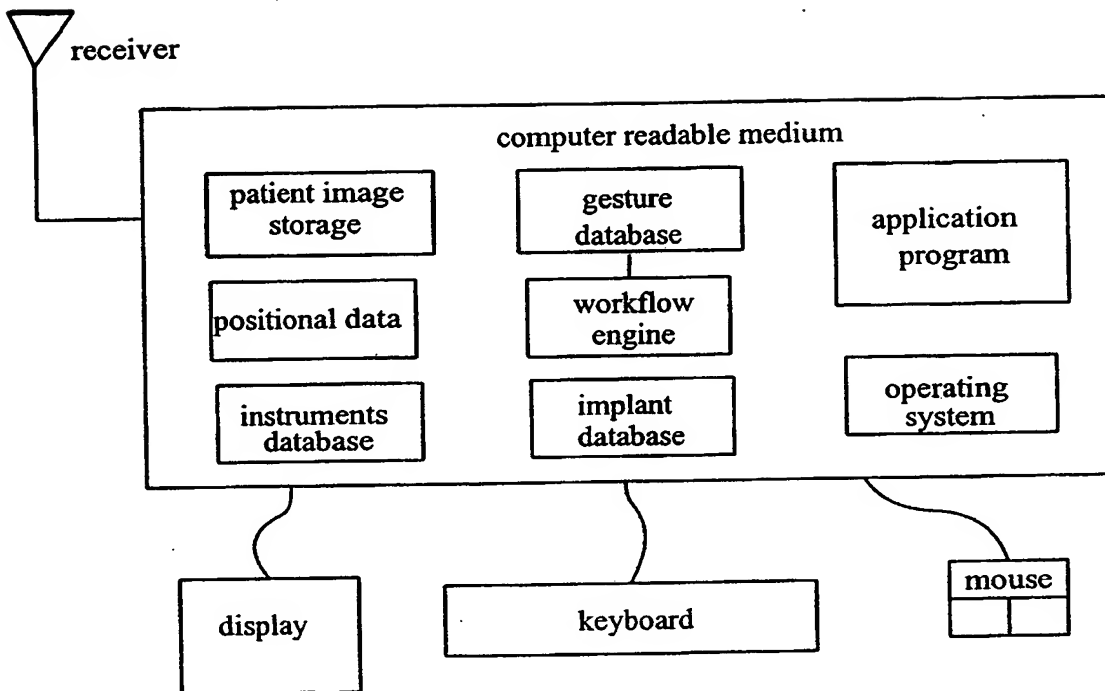 receiver
computer readable medium
patient image
storage
gesture
database
application
program
positional data
workflow
engine
instruments
database
implant
database
operating
system
display
keyboard
mouse